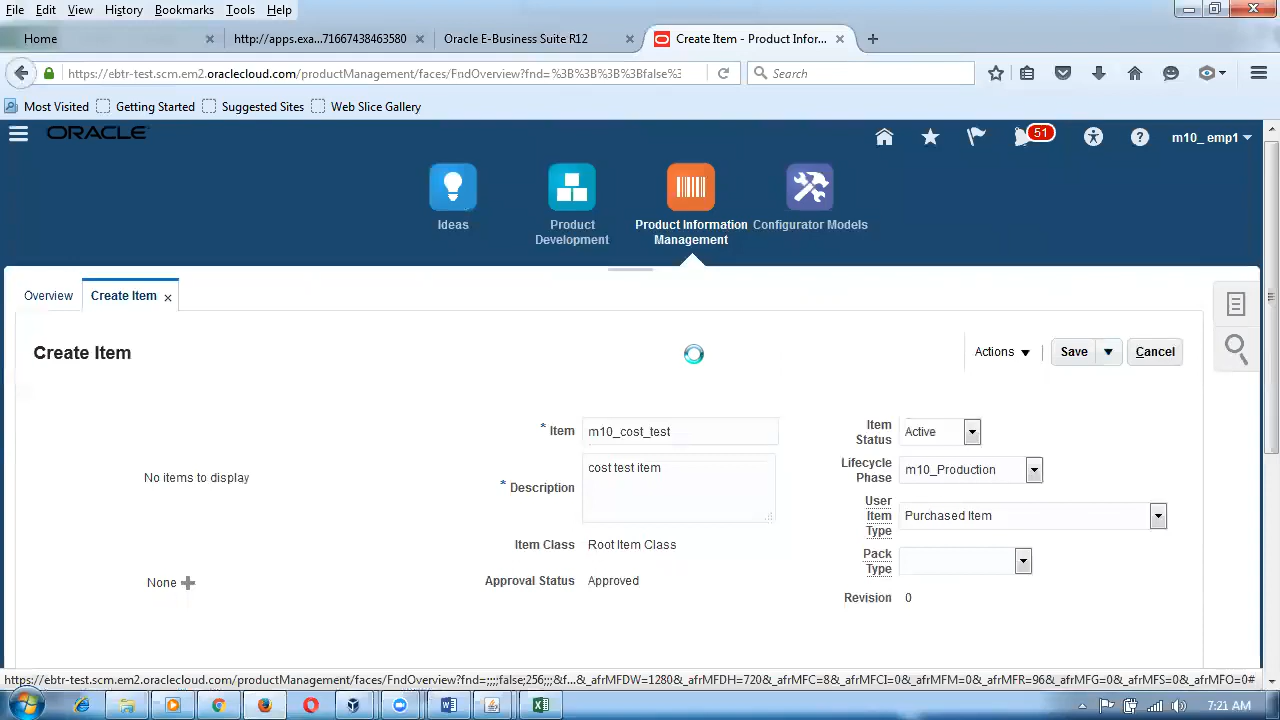 File Edit View History Bookmarks Tools Help
Home × http://apps.exa...71667438463580 × Oracle E-Business Suite R12 × Create Item - Product Infor... × +
https://ebtr-test.scm.em2.oraclecloud.com/productManagement/faces/FndOverview?fnd=%3B%3B%3B%3Bfalse%3 Search
Most Visited Getting Started Suggested Sites Web Slice Gallery
ORACLE 51 m10_ emp1
Ideas Product Development Product Information Management Configurator Models
Overview Create Item ×
Create Item Actions Save Cancel
* Item m10_cost_test
* Description cost test item
Item Class Root Item Class
Approval Status Approved
No items to display
None
Item Status Active
Lifecycle Phase m10_Production
User Item Type Purchased Item
Pack Type
Revision 0
https://ebtr-test.scm.em2.oraclecloud.com/productManagement/faces/FndOverview?fnd=;;;;false;256;;;&f..&_afrMFDW=1280&_afrMFDH=720&_afrMFC=8&_afrMFCI=0&_afrMFM=0&_afrMFR=96&_afrMFG=0&_afrMFS=0&_afrMFO=0#
7:21 AM